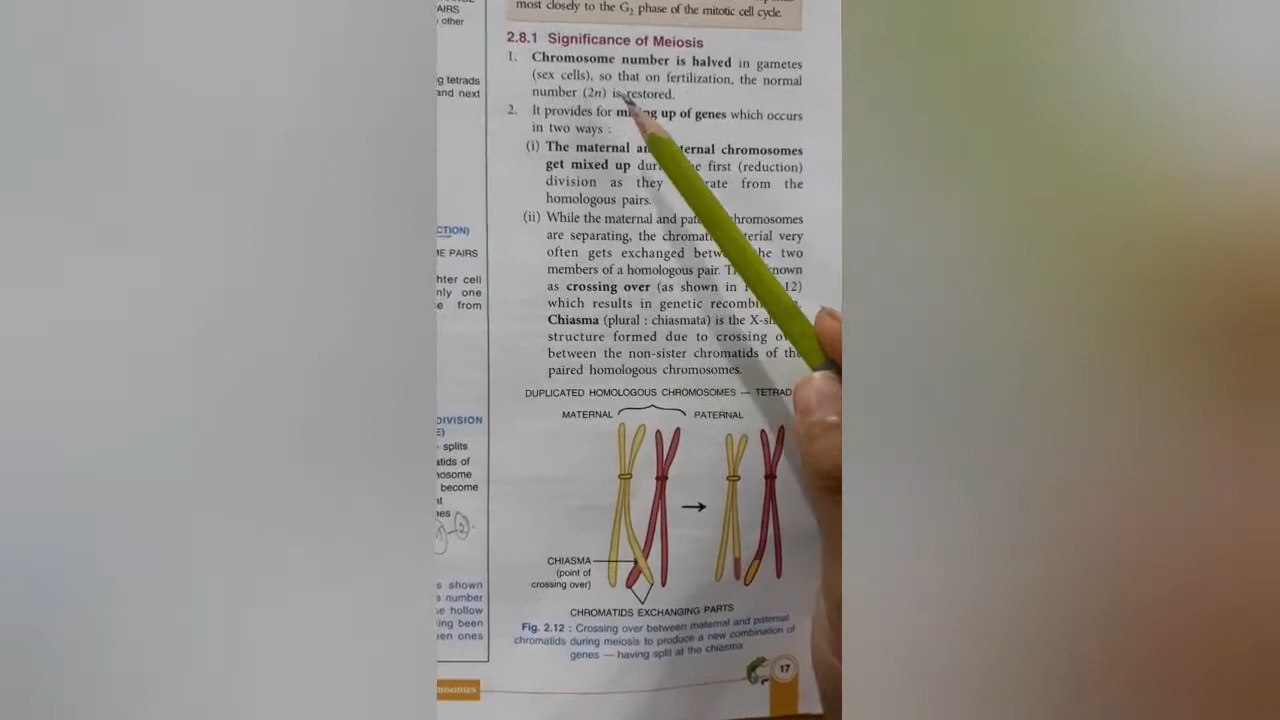 AIRS
other
g tetrads
and next
CTION)
IE PAIRS
hter cell
nly one
e from
DIVISION
E)
splits
atids of
nosome
become
nt
nes
s shown
e number
he hollow
ing been
en ones
most closely to the G₂ phase of the mitotic cell cycle.
2.8.1 Significance of Meiosis
1. Chromosome number is halved in gametes
(sex cells), so that on fertilization, the normal
number (2n) is restored.
2. It provides for mixing up of genes which occurs
in two ways :
(i) The maternal and paternal chromosomes
get mixed up during the first (reduction)
division as they separate from the
homologous pairs.
(ii) While the maternal and paternal chromosomes
are separating, the chromatid material very
often gets exchanged between the two
members of a homologous pair. This is known
as crossing over (as shown in Fig. 2.12)
which results in genetic recombination.
Chiasma (plural : chiasmata) is the X-shaped
structure formed due to crossing over
between the non-sister chromatids of the
paired homologous chromosomes.
DUPLICATED HOMOLOGOUS CHROMOSOMES — TETRAD
MATERNAL PATERNAL
CHIASMA
(point of
crossing over)
CHROMATIDS EXCHANGING PARTS
Fig. 2.12 : Crossing over between maternal and paternal
chromatids during meiosis to produce a new combination of
genes — having split at the chiasma
17